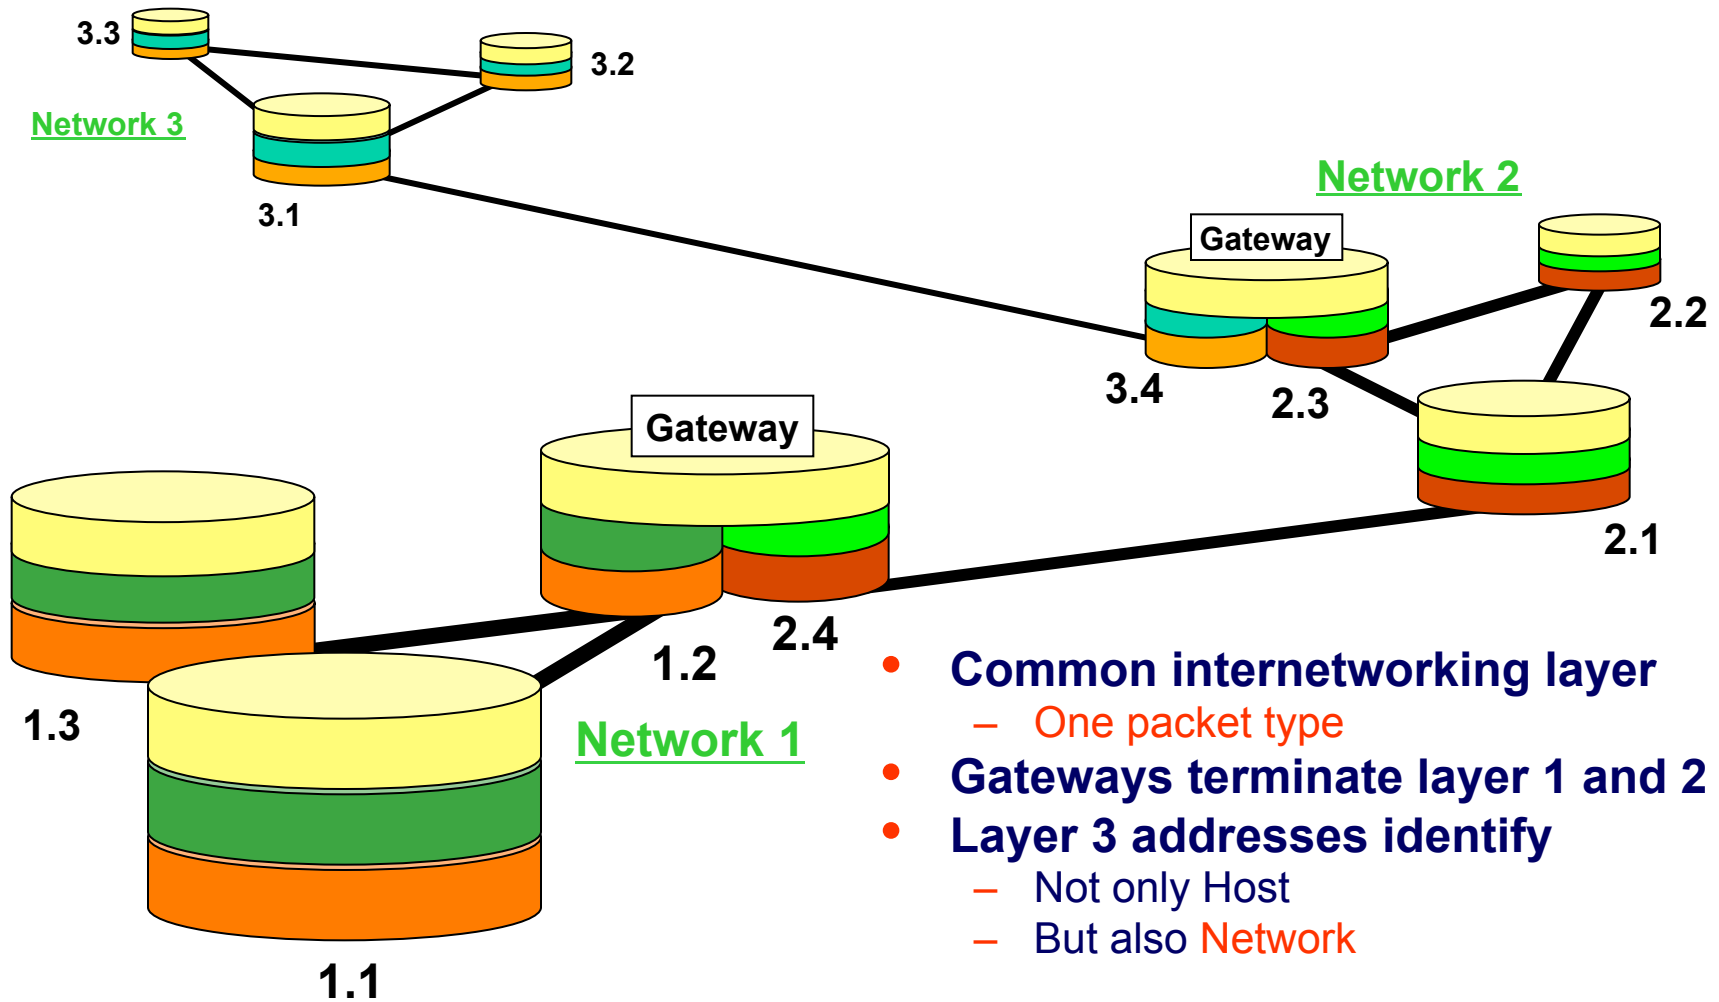 3.3
3.2
Network 3
3.1
Network 2
Gateway
2.2
3.4
2.3
Gateway
2.1
2.4
1.2
1.3
Network 1
1.1
• Common internetworking layer
– One packet type
• Gateways terminate layer 1 and 2
• Layer 3 addresses identify
– Not only Host
– But also Network